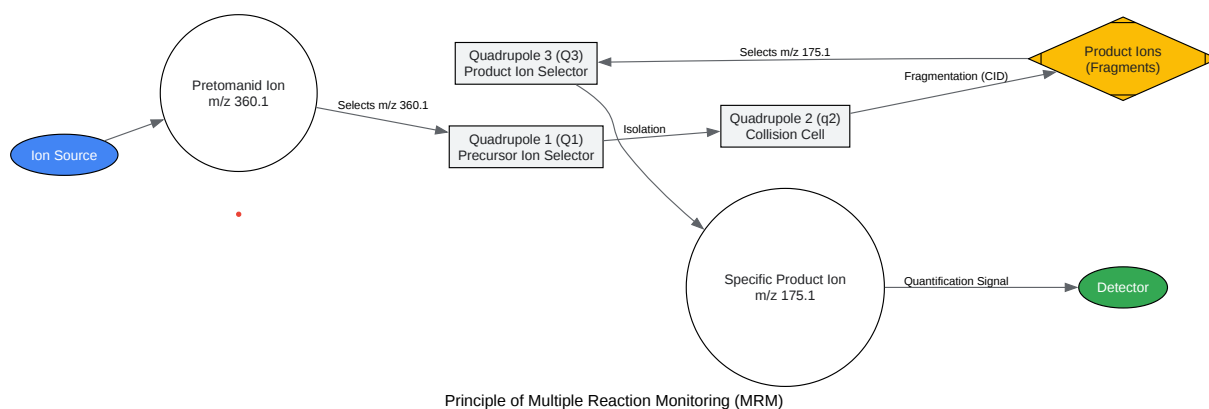 Ion Source
Pretomanid Ion
m/z 360.1
Selects m/z 360.1
Quadrupole 1 (Q1)
Precursor Ion Selector
Isolation
Quadrupole 2 (q2)
Collision Cell
Fragmentation (CID)
Product Ions
(Fragments)
Selects m/z 175.1
Quadrupole 3 (Q3)
Product Ion Selector
Specific Product Ion
m/z 175.1
Quantification Signal
Detector
Principle of Multiple Reaction Monitoring (MRM)